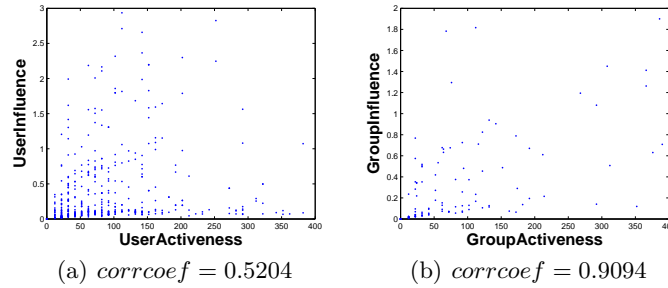 3
2.5
2
1.5
1
0.5
0
0 50 100 150 200 250 300 350 400
UserInfluence
UserActiveness
(a) corrcoef = 0.5204
2
1.8
1.6
1.4
1.2
1
0.8
0.6
0.4
0.2
0
0 50 100 150 200 250 300 350 400
GroupInfluence
GroupActiveness
(b) corrcoef = 0.9094